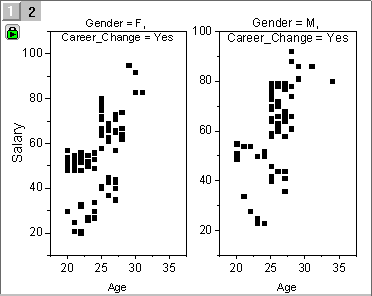 1 2
Gender = F,
Career_Change = Yes
Gender = M,
Career_Change = Yes
Salary
100
80
60
40
20
100
80
60
40
20
20 25 30 35
20 25 30 35
Age
Age